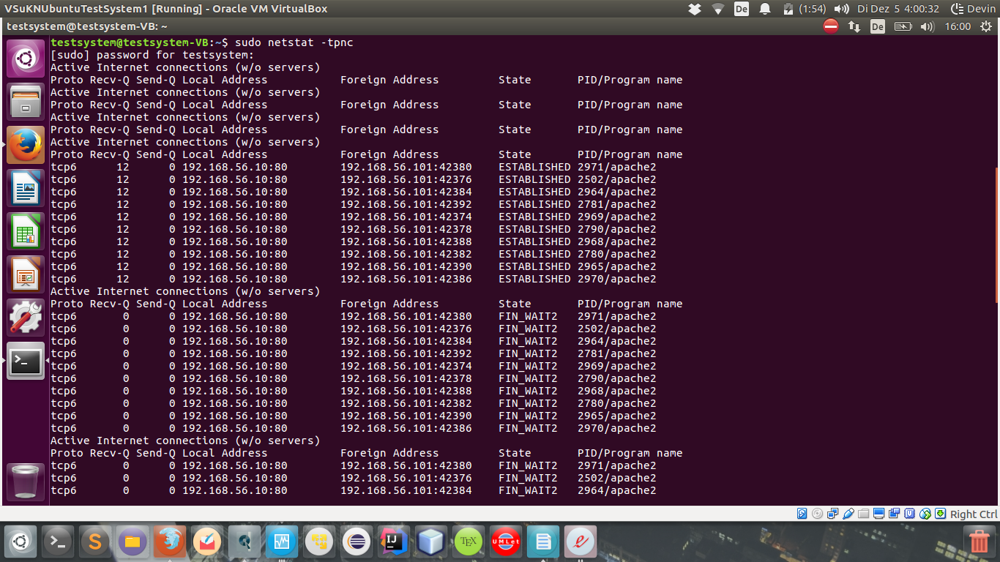 VSuKNUbuntuTestSystem1 [Running] - Oracle VM VirtualBox De (1:54) Di Dez 5 4:00:32 Devin
testsystem@testsystem-VB: ~ De 16:00
testsystem@testsystem-VB:~$ sudo netstat -tpnc
[sudo] password for testsystem:
Active Internet connections (w/o servers)
Proto Recv-Q Send-Q Local Address Foreign Address State PID/Program name
Active Internet connections (w/o servers)
Proto Recv-Q Send-Q Local Address Foreign Address State PID/Program name
Active Internet connections (w/o servers)
Proto Recv-Q Send-Q Local Address Foreign Address State PID/Program name
Active Internet connections (w/o servers)
Proto Recv-Q Send-Q Local Address Foreign Address State PID/Program name
tcp6 12 0 192.168.56.10:80 192.168.56.101:42380 ESTABLISHED 2971/apache2
tcp6 12 0 192.168.56.10:80 192.168.56.101:42376 ESTABLISHED 2502/apache2
tcp6 12 0 192.168.56.10:80 192.168.56.101:42384 ESTABLISHED 2964/apache2
tcp6 12 0 192.168.56.10:80 192.168.56.101:42392 ESTABLISHED 2781/apache2
tcp6 12 0 192.168.56.10:80 192.168.56.101:42374 ESTABLISHED 2969/apache2
tcp6 12 0 192.168.56.10:80 192.168.56.101:42378 ESTABLISHED 2790/apache2
tcp6 12 0 192.168.56.10:80 192.168.56.101:42388 ESTABLISHED 2968/apache2
tcp6 12 0 192.168.56.10:80 192.168.56.101:42382 ESTABLISHED 2780/apache2
tcp6 12 0 192.168.56.10:80 192.168.56.101:42390 ESTABLISHED 2965/apache2
tcp6 12 0 192.168.56.10:80 192.168.56.101:42386 ESTABLISHED 2970/apache2
Active Internet connections (w/o servers)
Proto Recv-Q Send-Q Local Address Foreign Address State PID/Program name
tcp6 0 0 192.168.56.10:80 192.168.56.101:42380 FIN_WAIT2 2971/apache2
tcp6 0 0 192.168.56.10:80 192.168.56.101:42376 FIN_WAIT2 2502/apache2
tcp6 0 0 192.168.56.10:80 192.168.56.101:42384 FIN_WAIT2 2964/apache2
tcp6 0 0 192.168.56.10:80 192.168.56.101:42392 FIN_WAIT2 2781/apache2
tcp6 0 0 192.168.56.10:80 192.168.56.101:42374 FIN_WAIT2 2969/apache2
tcp6 0 0 192.168.56.10:80 192.168.56.101:42378 FIN_WAIT2 2790/apache2
tcp6 0 0 192.168.56.10:80 192.168.56.101:42388 FIN_WAIT2 2968/apache2
tcp6 0 0 192.168.56.10:80 192.168.56.101:42382 FIN_WAIT2 2780/apache2
tcp6 0 0 192.168.56.10:80 192.168.56.101:42390 FIN_WAIT2 2965/apache2
tcp6 0 0 192.168.56.10:80 192.168.56.101:42386 FIN_WAIT2 2970/apache2
Active Internet connections (w/o servers)
Proto Recv-Q Send-Q Local Address Foreign Address State PID/Program name
tcp6 0 0 192.168.56.10:80 192.168.56.101:42380 FIN_WAIT2 2971/apache2
tcp6 0 0 192.168.56.10:80 192.168.56.101:42376 FIN_WAIT2 2502/apache2
tcp6 0 0 192.168.56.10:80 192.168.56.101:42384 FIN_WAIT2 2964/apache2
Right Ctrl
S IJ TEX UMLet e